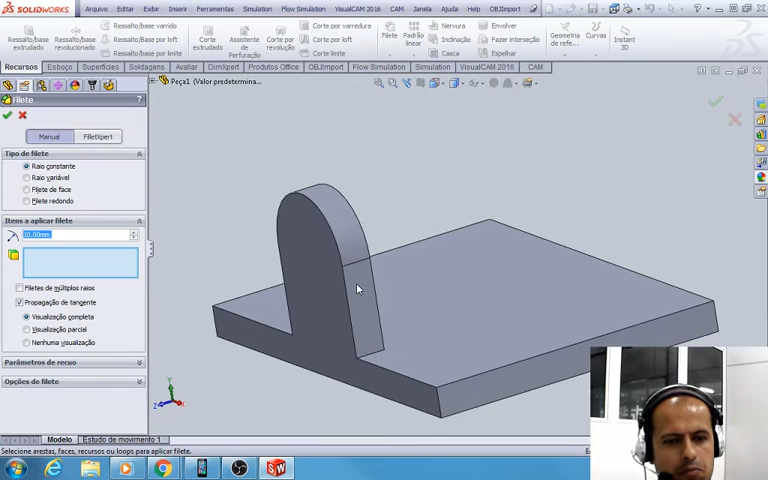 SOLIDWORKS
Arquivo Editar Exibir Inserir Ferramentas Simulation Toolbox Flow Simulation VisualCAM 2016 CAM Janela Ajuda OBJImport
Ressalto/base extrudado
Ressalto/base revolucionado
Ressalto/base varrido
Ressalto/base por loft
Ressalto/base por limite
Corte extrudado
Assistente de Perfuração
Corte por revolução
Corte por varredura
Corte por loft
Corte limite
Filete
Padrão linear
Nervura
Inclinação
Casca
Envolver
Fazer interseção
Espelhar
Geometria de refe...
Curvas
Instant 3D
Recursos Esboço Superfícies Soldagens Avaliar DimXpert Produtos Office OBJImport Flow Simulation Simulation VisualCAM 2016 CAM
Peça1 (Valor predetermina...
Filete ?
Manual FilletXpert
Tipo de filete
Raio constante
Raio variável
Filete de face
Filete redondo
Itens a aplicar filete
10.00mm
Filetes de múltiplos raios
Propagação de tangente
Visualização completa
Visualização parcial
Nenhuma visualização
Parâmetros de recuo
Opções de filete
Y
Z
X
Modelo Estudo de movimento 1
Selecione arestas, faces, recursos ou loops para aplicar filete.